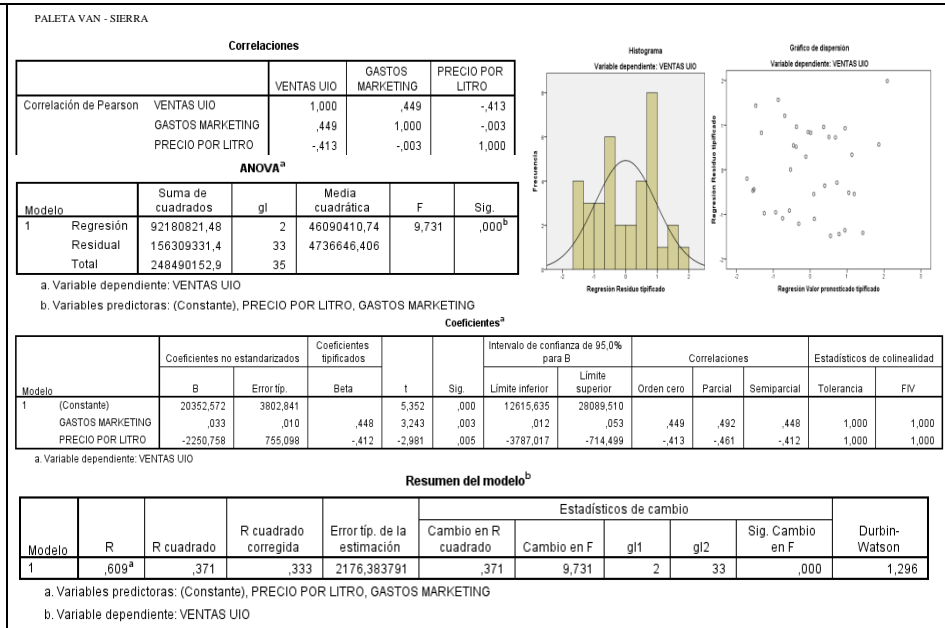 PALETA VAN - SIERRA
Correlaciones
VENTAS UIO GASTOS MARKETING PRECIO POR LITRO
Correlación de Pearson VENTAS UIO 1,000 ,449 -,413
GASTOS MARKETING ,449 1,000 -,003
PRECIO POR LITRO -,413 -,003 1,000
ANOVAa
Modelo Suma de cuadrados gl Media cuadrática F Sig.
1 Regresión 92180821,48 2 46090410,74 9,731 ,000b
Residual 156309331,4 33 4736646,406
Total 248490152,9 35
a. Variable dependiente: VENTAS UIO
b. Variables predictoras: (Constante), PRECIO POR LITRO, GASTOS MARKETING
Histograma
Variable dependiente: VENTAS UIO
Frecuencia
-2 -1 0 1 2
Regresión Residuo tipificado
Gráfico de dispersión
Variable dependiente: VENTAS UIO
Regresión Residuo tipificado
-2 -1 0 1 2 3
Regresión Valor pronosticado tipificado
Coeficientesa
Modelo Coeficientes no estandarizados Coeficientes tipificados t Sig. Intervalo de confianza de 95,0% para B Correlaciones Estadísticos de colinealidad
B Error típ. Beta Límite inferior Límite superior Orden cero Parcial Semiparcial Tolerancia FIV
1 (Constante) 20352,572 3802,841 5,352 ,000 12615,635 28089,510
GASTOS MARKETING ,033 ,010 ,448 3,243 ,003 ,012 ,053 ,449 ,492 ,448 1,000 1,000
PRECIO POR LITRO -2250,758 755,098 -,412 -2,981 ,005 -3787,017 -714,499 -,413 -,461 -,412 1,000 1,000
a. Variable dependiente: VENTAS UIO
Resumen del modelob
Modelo R R cuadrado R cuadrado corregida Error típ. de la estimación Estadísticos de cambio Durbin-Watson
Cambio en R cuadrado Cambio en F gl1 gl2 Sig. Cambio en F
1 ,609a ,371 ,333 2176,383791 ,371 9,731 2 33 ,000 1,296
a. Variables predictoras: (Constante), PRECIO POR LITRO, GASTOS MARKETING
b. Variable dependiente: VENTAS UIO